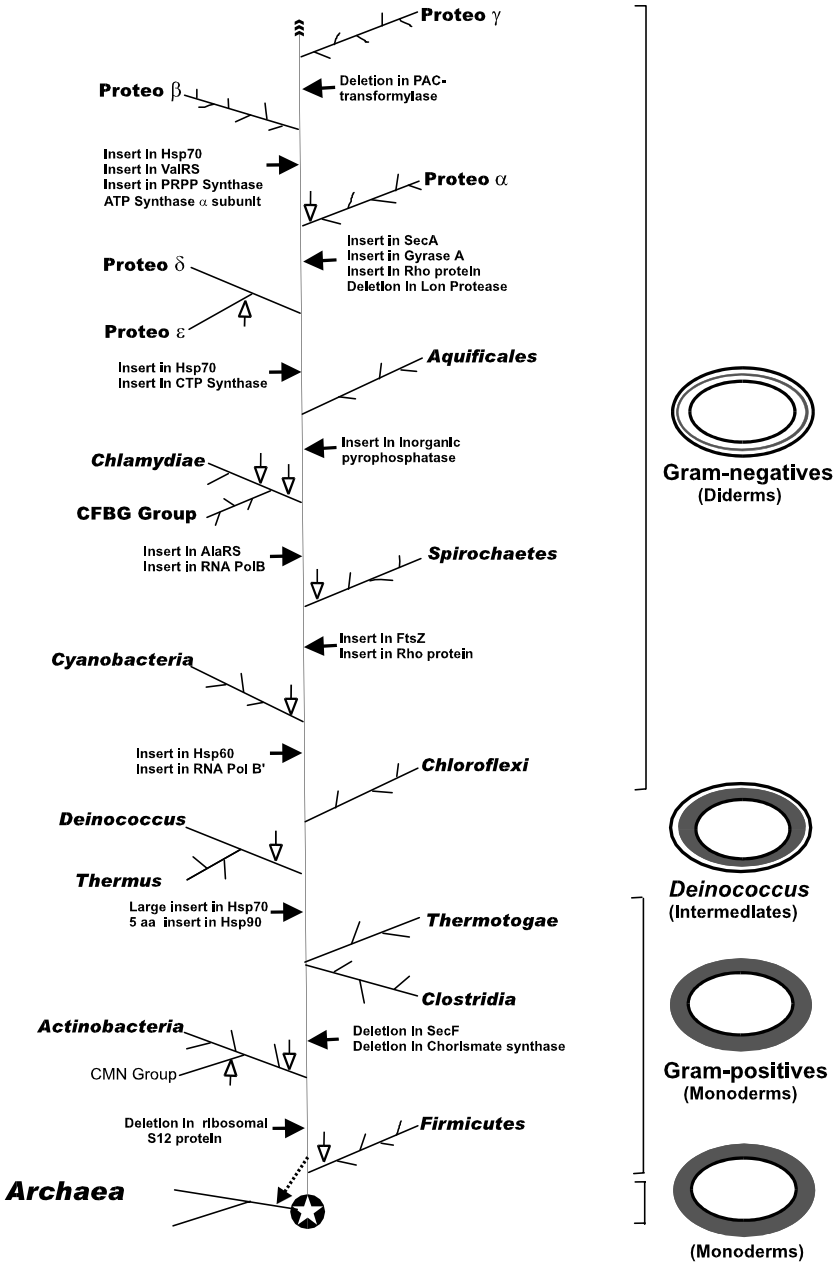 Proteo γ
Deletion in PAC-
transformylase
Proteo β
Insert in Hsp70
Insert in ValRS
Insert in PRPP Synthase
ATP Synthase α subunit
Proteo α
Insert in SecA
Insert in Gyrase A
Insert in Rho protein
Deletion in Lon Protease
Proteo δ
Proteo ε
Insert in Hsp70
Insert in CTP Synthase
Aquificales
Insert in Inorganic
pyrophosphatase
Chlamydiae
CFBG Group
Insert in AlaRS
Insert in RNA PolB
Spirochaetes
Insert in FtsZ
Insert in Rho protein
Cyanobacteria
Insert in Hsp60
Insert in RNA Pol B'
Chloroflexi
Deinococcus
Thermus
Large insert in Hsp70
5 aa insert in Hsp90
Thermotogae
Clostridia
Actinobacteria
CMN Group
Deletion in SecF
Deletion in Chorismate synthase
Deletion in ribosomal
S12 protein
Firmicutes
Archaea
Gram-negatives
(Diderms)
Deinococcus
(Intermediates)
Gram-positives
(Monoderms)
(Monoderms)